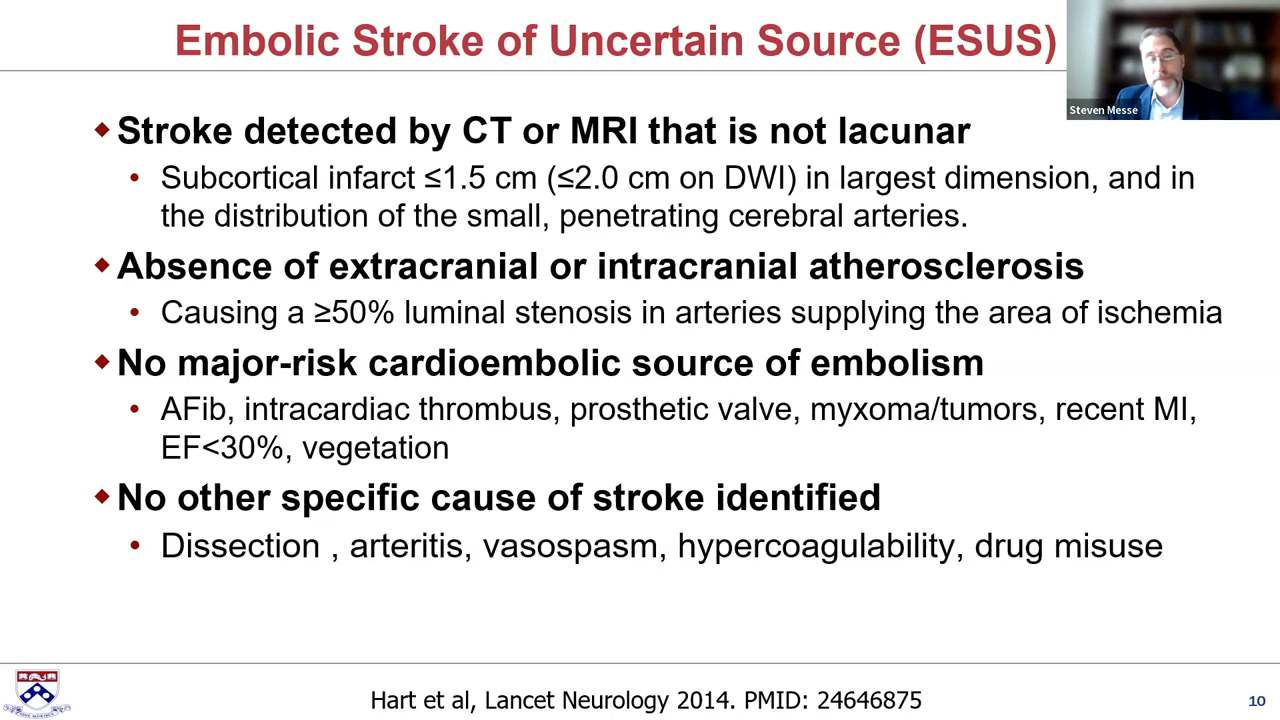 Embolic Stroke of Uncertain Source (ESUS)
Steven Messe
Stroke detected by CT or MRI that is not lacunar
• Subcortical infarct ≤1.5 cm (≤2.0 cm on DWI) in largest dimension, and in
the distribution of the small, penetrating cerebral arteries.
Absence of extracranial or intracranial atherosclerosis
• Causing a ≥50% luminal stenosis in arteries supplying the area of ischemia
No major-risk cardioembolic source of embolism
• AFib, intracardiac thrombus, prosthetic valve, myxoma/tumors, recent MI,
EF<30%, vegetation
No other specific cause of stroke identified
• Dissection , arteritis, vasospasm, hypercoagulability, drug misuse
Hart et al, Lancet Neurology 2014. PMID: 24646875
10